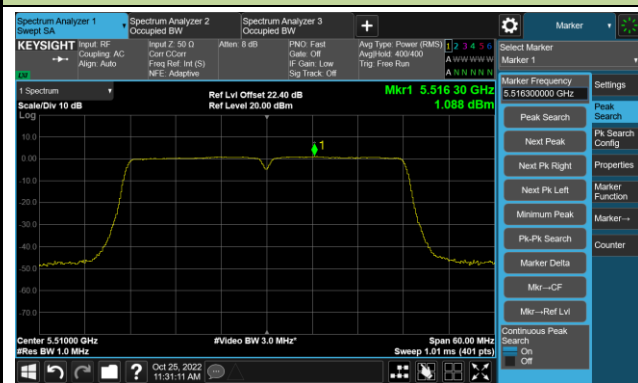 Spectrum Analyzer 1
Swept SA
Spectrum Analyzer 2
Occupied BW
Spectrum Analyzer 3
Occupied BW
+
Marker
KEYSIGHT
Input: RF
Coupling: AC
Align: Auto
Input Z: 50 Ω
Corr CCorr
Freq Ref: Int (S)
NFE: Adaptive
Atten: 8 dB
PNO: Fast
Gate: Off
IF Gain: Low
Sig Track: Off
Avg Type: Power (RMS)
Avg|Hold: 400/400
Trig: Free Run
1 2 3 4 5 6
A W W W W W
A N N N N N
LXI
Select Marker
Marker 1
1 Spectrum
Scale/Div 10 dB
Log
Ref Lvl Offset 22.40 dB
Ref Level 20.00 dBm
Mkr1 5.516 30 GHz
1.088 dBm
10.0
0.00
-10.0
-20.0
-30.0
-40.0
-50.0
-60.0
-70.0
1
Center 5.51000 GHz
#Res BW 1.0 MHz
#Video BW 3.0 MHz*
Span 60.00 MHz
Sweep 1.01 ms (401 pts)
Marker Frequency
5.516300000 GHz
Peak Search
Next Peak
Next Pk Right
Next Pk Left
Minimum Peak
Pk-Pk Search
Marker Delta
Mkr→CF
Mkr→Ref Lvl
Continuous Peak
Search
On
Off
Settings
Peak
Search
Pk Search
Config
Properties
Marker
Function
Marker→
Counter
?
Oct 25, 2022
11:31:11 AM